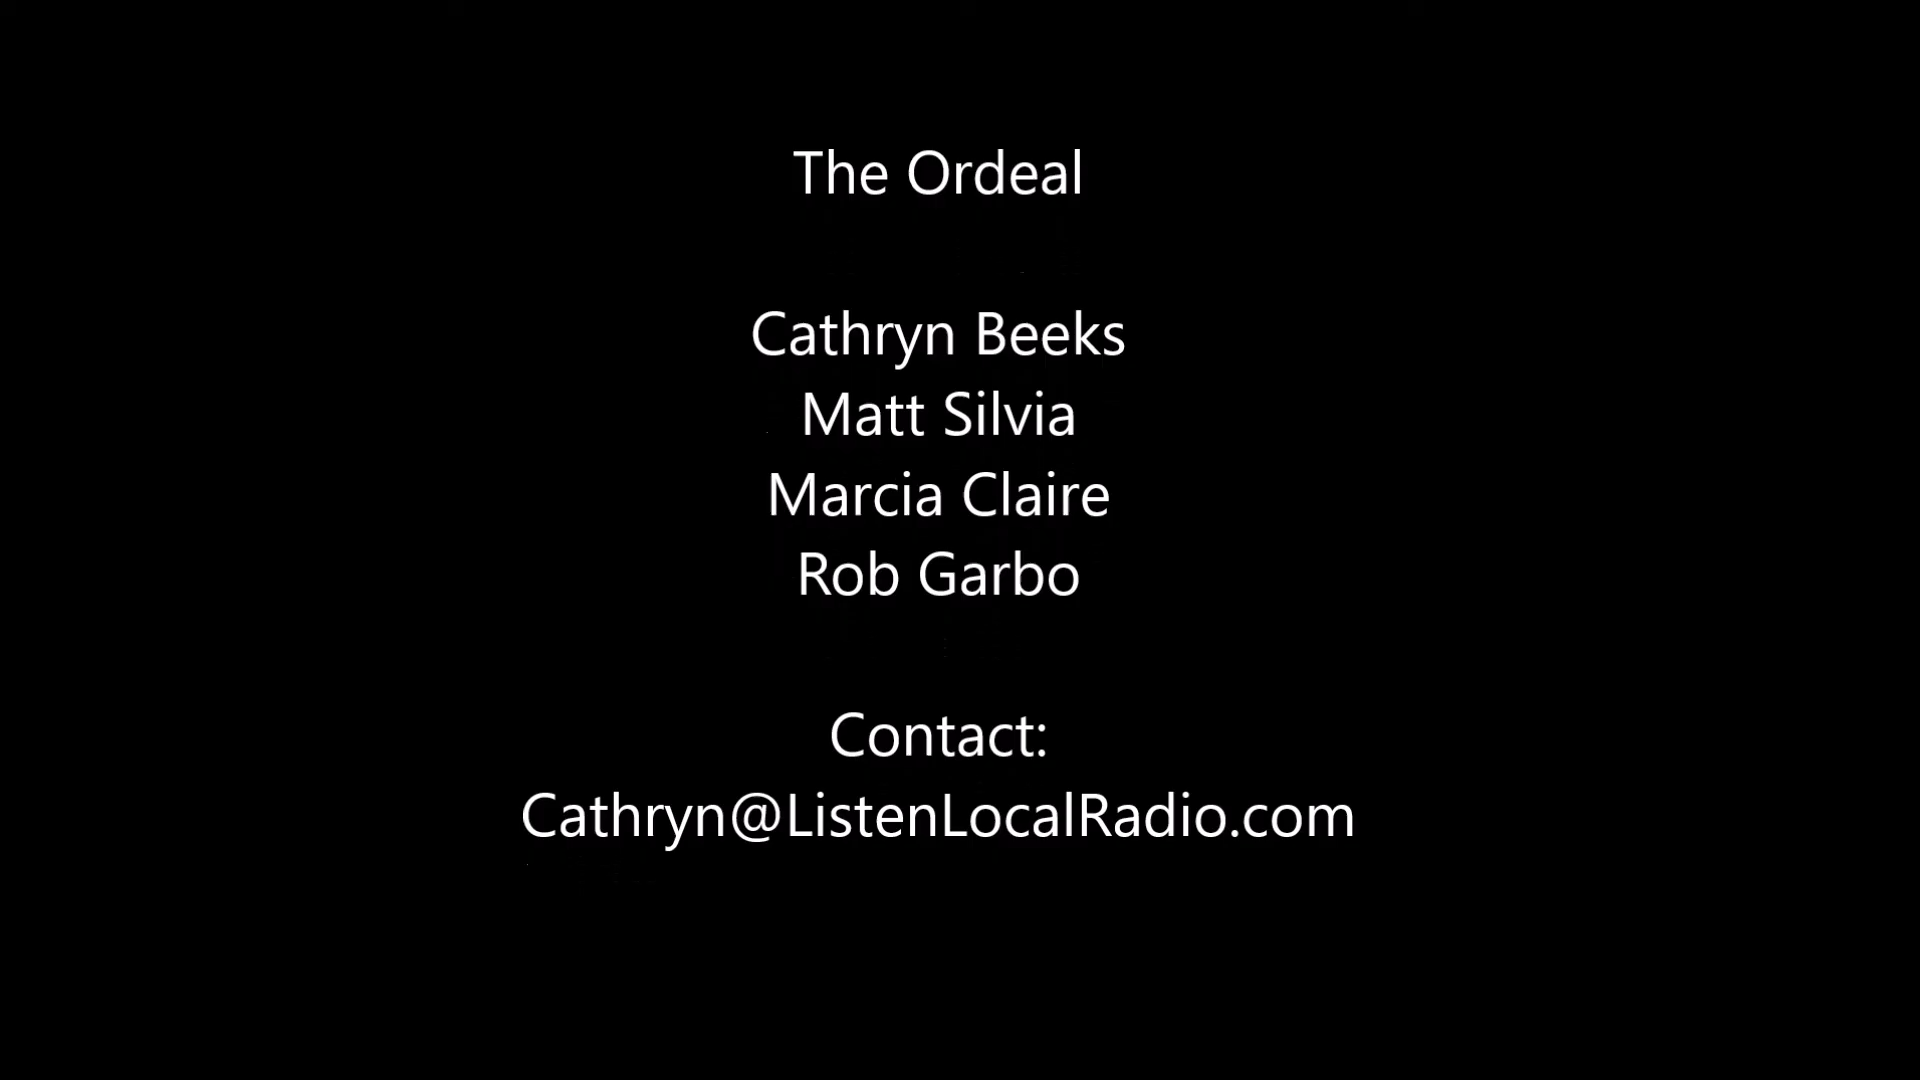 The Ordeal
Cathryn Beeks
Matt Silvia
Marcia Claire
Rob Garbo
Contact:
Cathryn@ListenLocalRadio.com